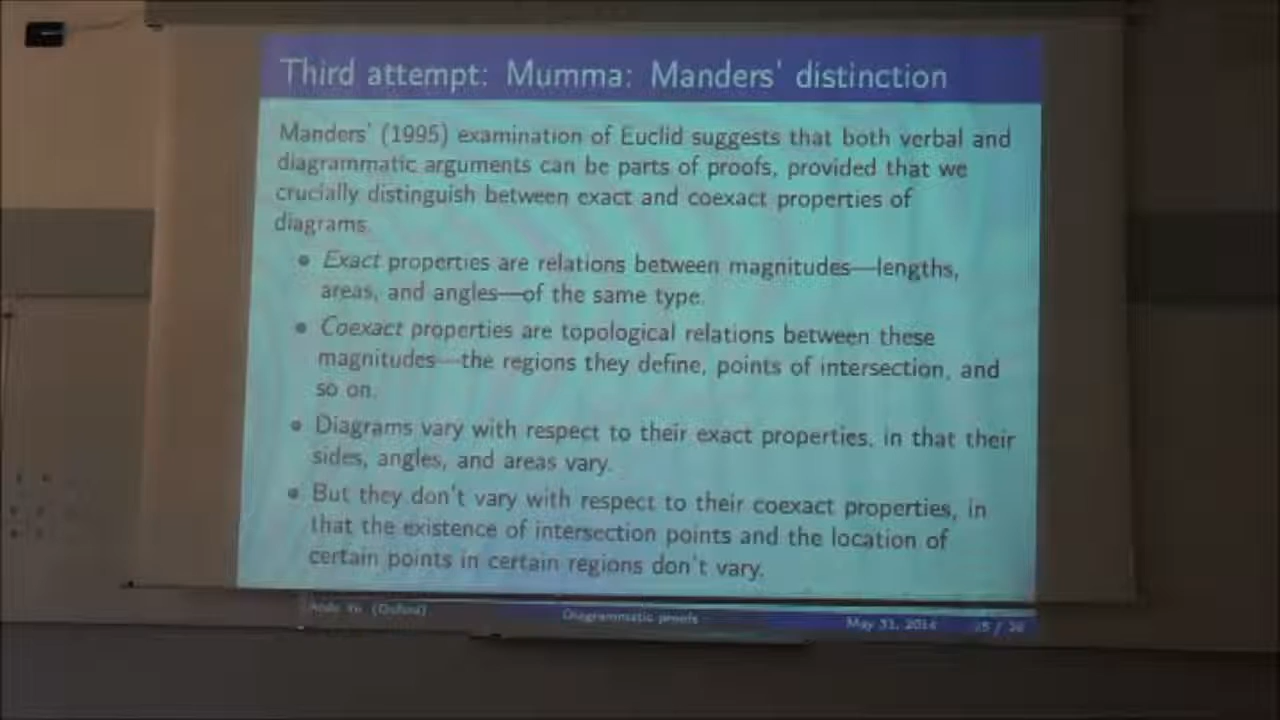 Third attempt: Mumma: Manders' distinction
Manders' (1995) examination of Euclid suggests that both verbal and
diagrammatic arguments can be parts of proofs, provided that we
crucially distinguish between exact and coexact properties of
diagrams.
• Exact properties are relations between magnitudes—lengths,
areas, and angles—of the same type.
• Coexact properties are topological relations between these
magnitudes—the regions they define, points of intersection, and
so on.
• Diagrams vary with respect to their exact properties, in that their
sides, angles, and areas vary.
• But they don't vary with respect to their coexact properties, in
that the existence of intersection points and the location of
certain points in certain regions don't vary.
(Oxford)
Diagrammatic proofs
May 31, 2014